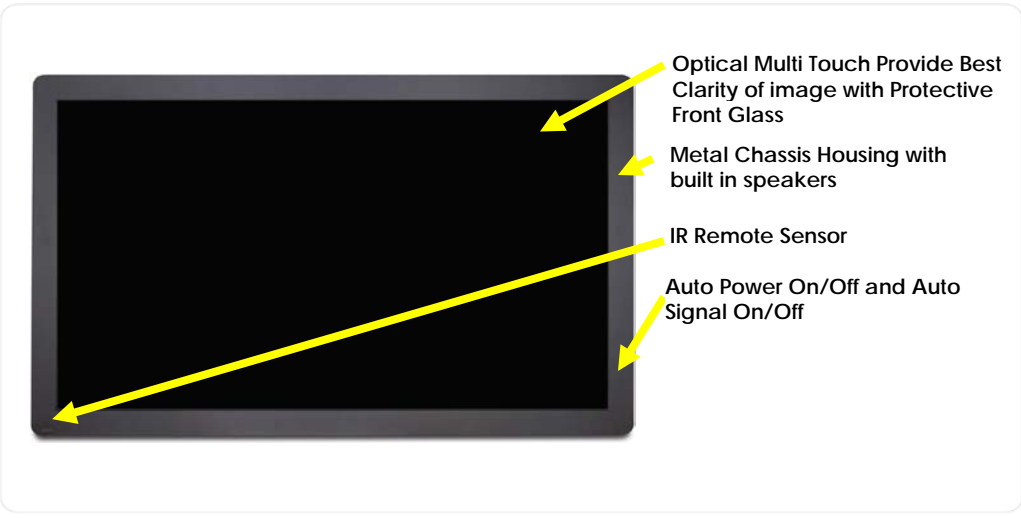 Optical Multi Touch Provide Best
Clarity of image with Protective
Front Glass
Metal Chassis Housing with
built in speakers
IR Remote Sensor
Auto Power On/Off and Auto
Signal On/Off